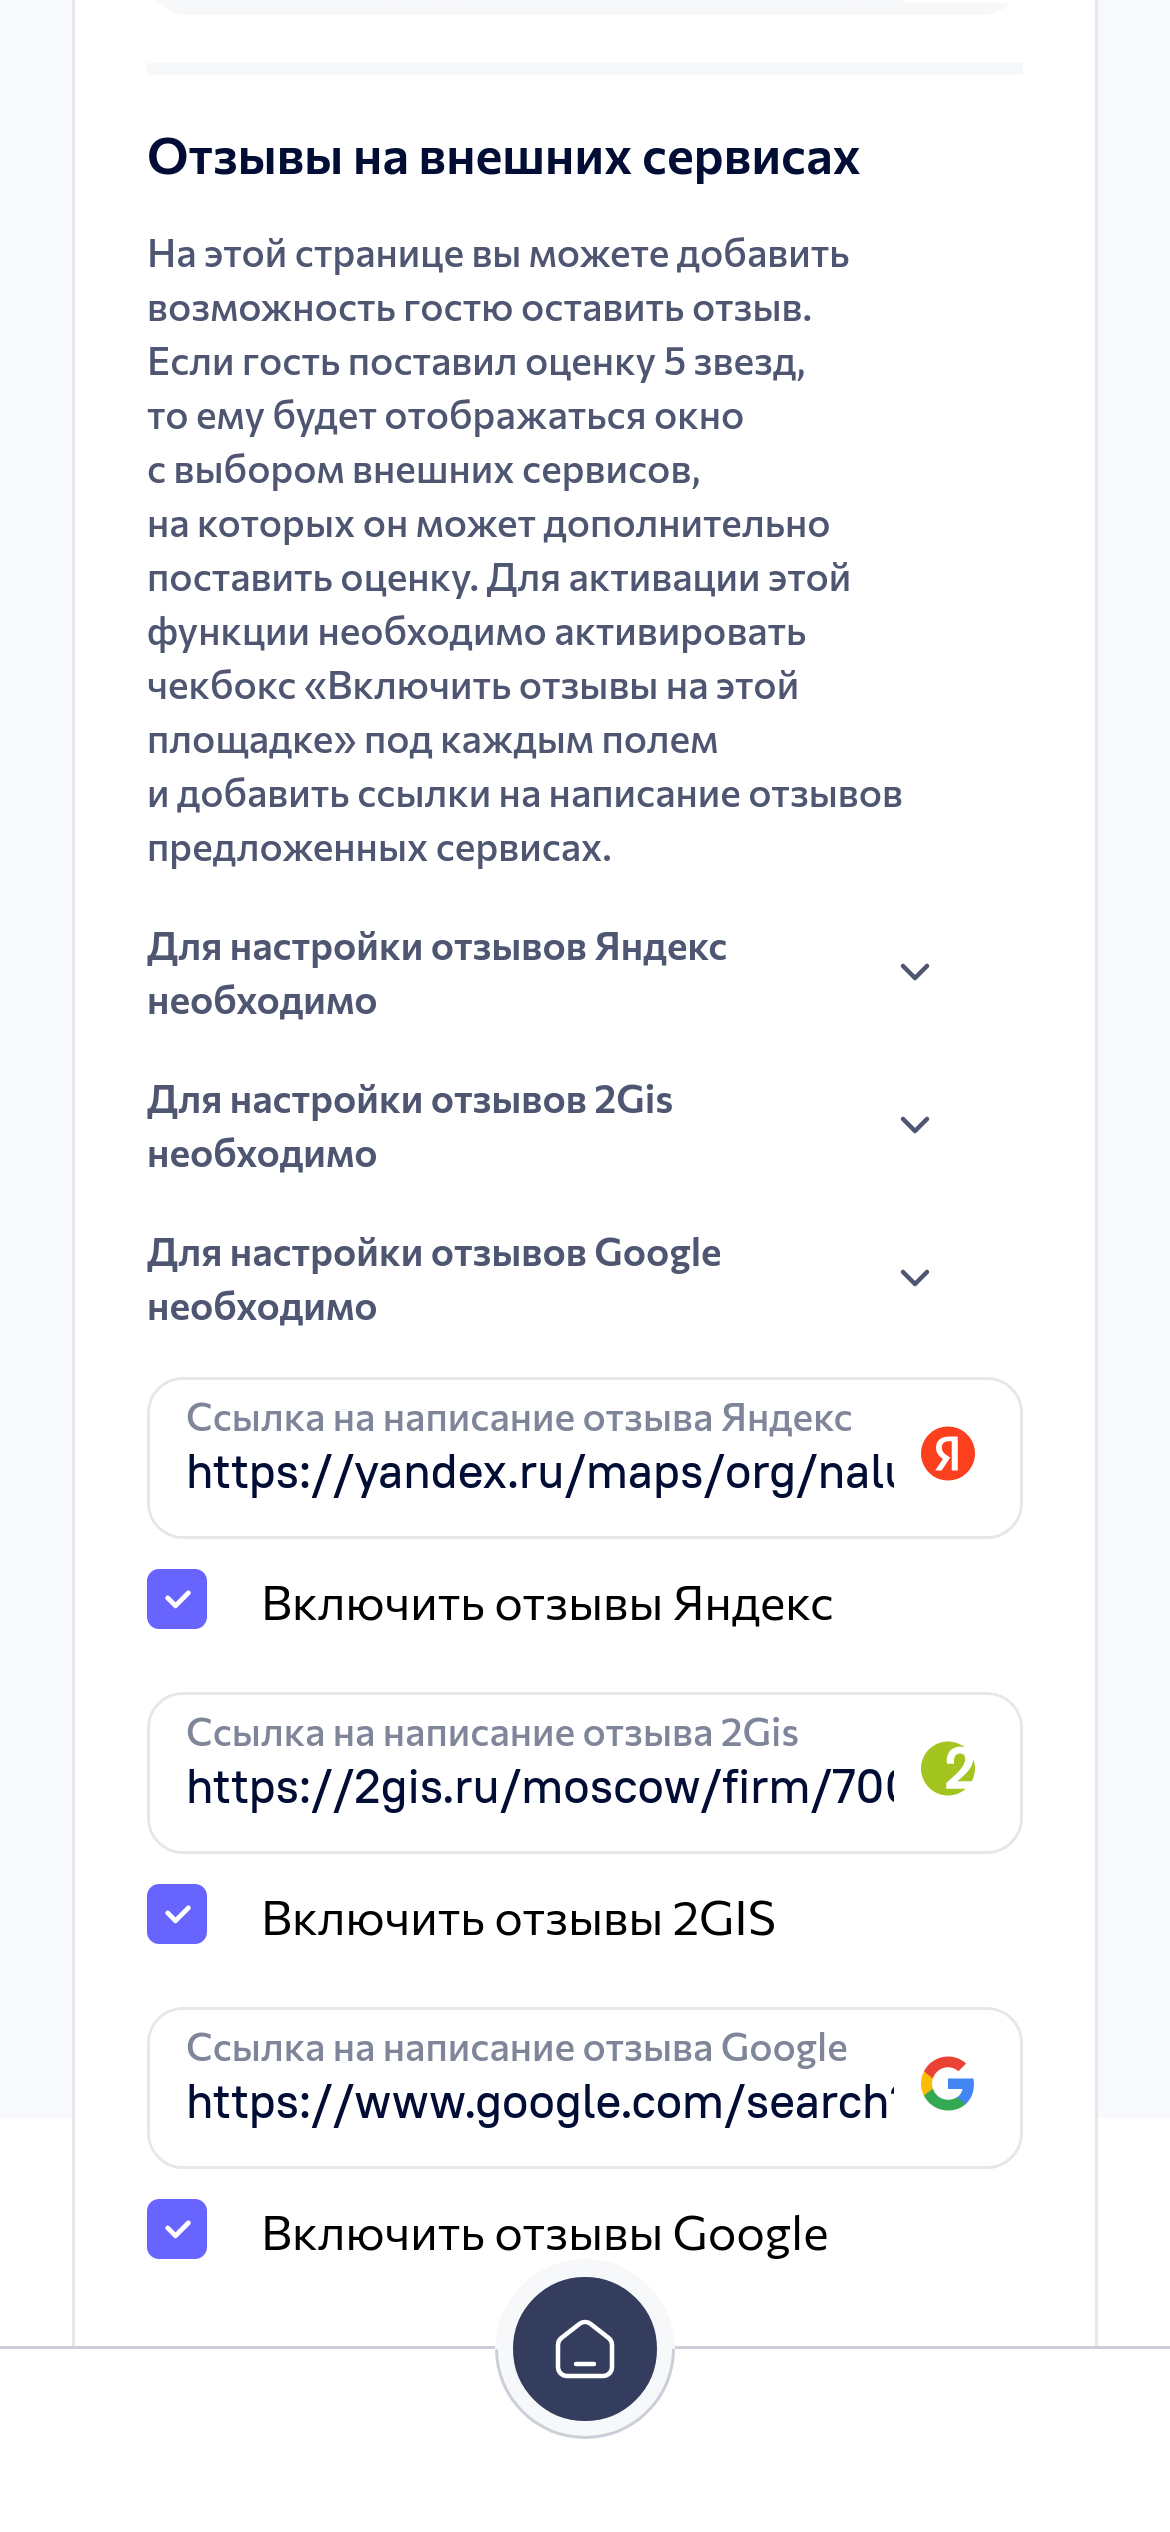 Отзывы на внешних сервисах
На этой странице вы можете добавить
возможность гостю оставить отзыв.
Если гость поставил оценку 5 звезд,
то ему будет отображаться окно
с выбором внешних сервисов,
на которых он может дополнительно
поставить оценку. Для активации этой
функции необходимо активировать
чекбокс «Включить отзывы на этой
площадке» под каждым полем
и добавить ссылки на написание отзывов
предложенных сервисах.
Для настройки отзывов Яндекс
необходимо
Для настройки отзывов 2Gis
необходимо
Для настройки отзывов Google
необходимо
Ссылка на написание отзыва Яндекс
https://yandex.ru/maps/org/nalu
Я
Включить отзывы Яндекс
Ссылка на написание отзыва 2Gis
https://2gis.ru/moscow/firm/700
2
Включить отзывы 2GIS
Ссылка на написание отзыва Google
https://www.google.com/search?
G
Включить отзывы Google